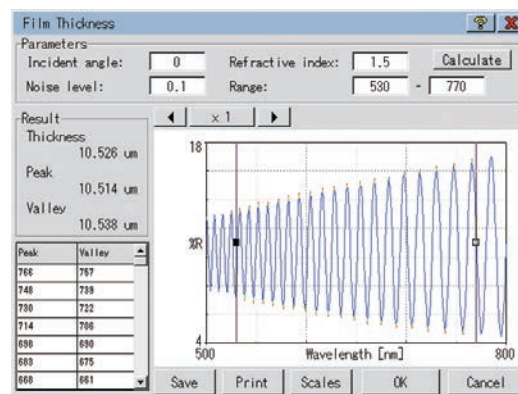 Film Thickness ? X
Parameters
Incident angle: 0 Refractive index: 1.5 Calculate
Noise level: 0.1 Range: 530 - 770
Result
Thickness
10.526 um
Peak
10.514 um
Valley
10.538 um
x 1
18
%R
4
500 Wavelength [nm] 800
Peak Valley
766 757
748 739
730 722
714 706
698 690
683 675
668 661
Save Print Scales OK Cancel